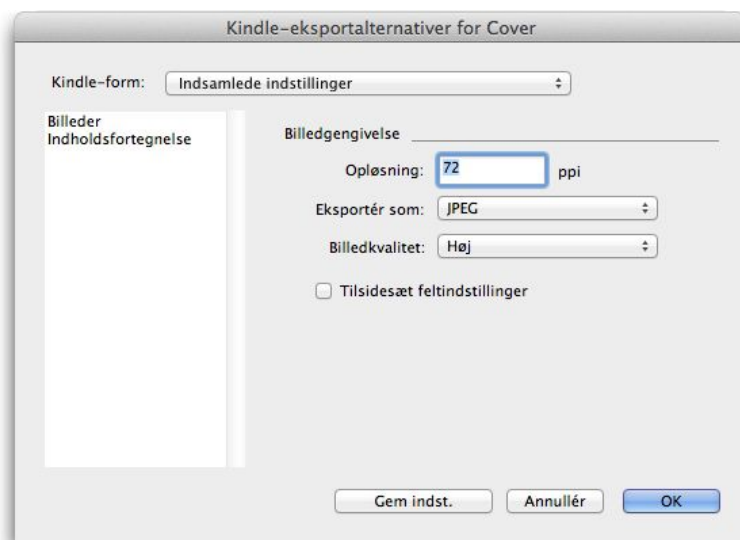 Kindle-eksportalternativer for Cover
Kindle-form: Indsamlede indstillinger
Billeder
Indholdsfortegnelse
Billedgengivelse
Opløsning: 72 ppi
Eksportér som: JPEG
Billedkvalitet: Høj
Tilsidesæt feltindstillinger
Gem indst. Annullér OK